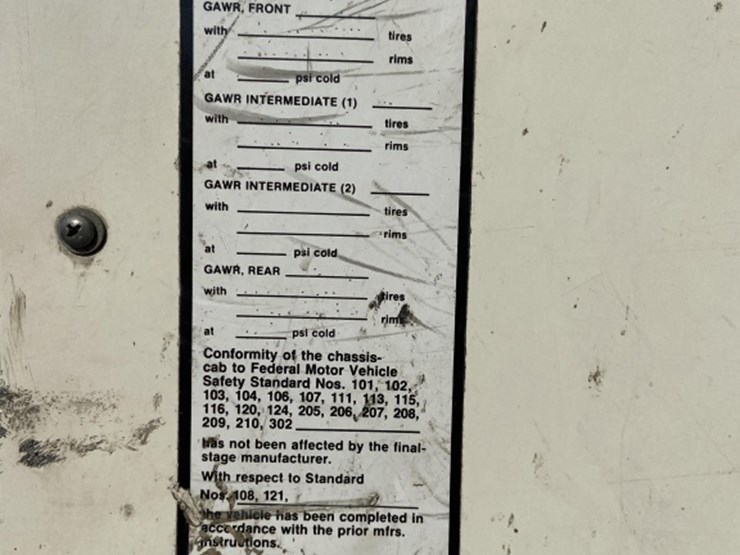 GAWR, FRONT
with tires
rims
at psi cold
GAWR INTERMEDIATE (1)
with tires
rims
at psi cold
GAWR INTERMEDIATE (2)
with tires
rims
at psi cold
GAWR, REAR
with tires
rims
at psi cold
Conformity of the chassis-
cab to Federal Motor Vehicle
Safety Standard Nos. 101, 102,
103, 104, 106, 107, 111, 113, 115,
116, 120, 124, 205, 206, 207, 208,
209, 210, 302
has not been affected by the final-
stage manufacturer.
With respect to Standard
Nos. 108, 121,
the vehicle has been completed in
accordance with the prior mfrs.
instructions.